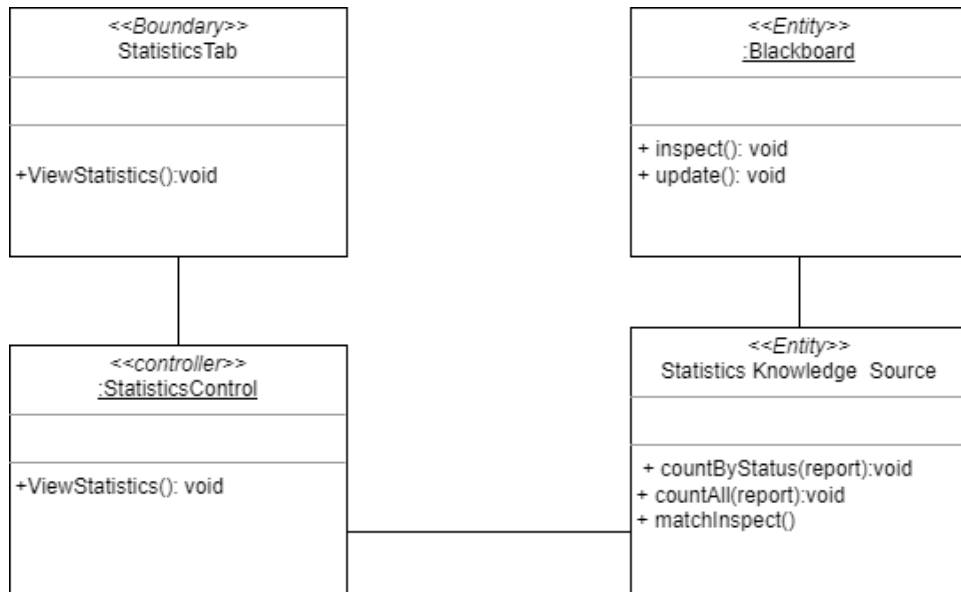 <<Boundary>>
StatisticsTab
+ViewStatistics():void
<<Entity>>
:Blackboard
+ inspect(): void
+ update(): void
<<controller>>
:StatisticsControl
+ViewStatistics(): void
<<Entity>>
Statistics Knowledge Source
+ countByStatus(report):void
+ countAll(report):void
+ matchInspect()